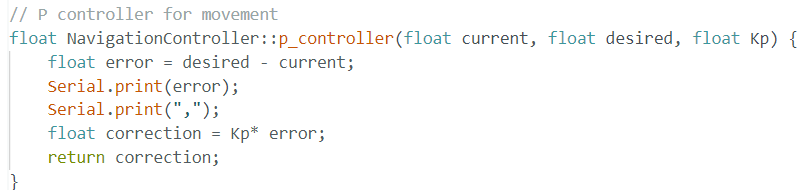 // P controller for movement
float NavigationController::p_controller(float current, float desired, float Kp) {
    float error = desired - current;
    Serial.print(error);
    Serial.print(",");
    float correction = Kp* error;
    return correction;
}